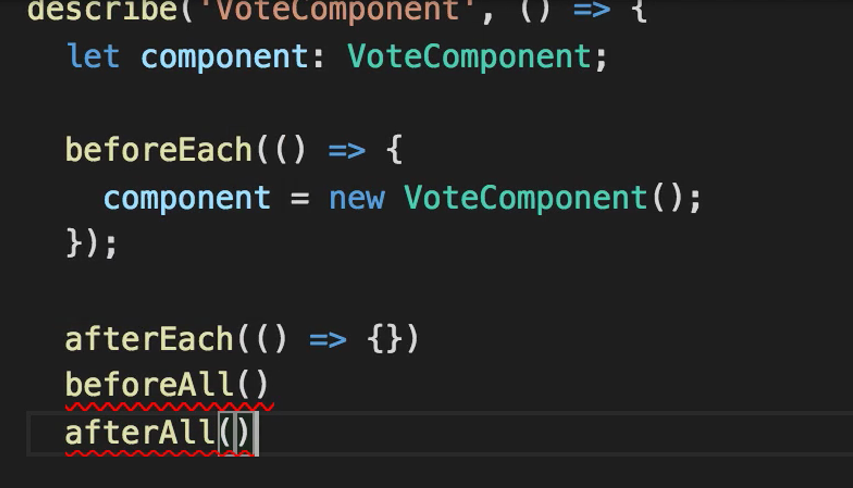 describe('VoteComponent', () => {
let component: VoteComponent;
beforeEach(() => {
component = new VoteComponent();
});
afterEach(() => {})
beforeAll()
afterAll()